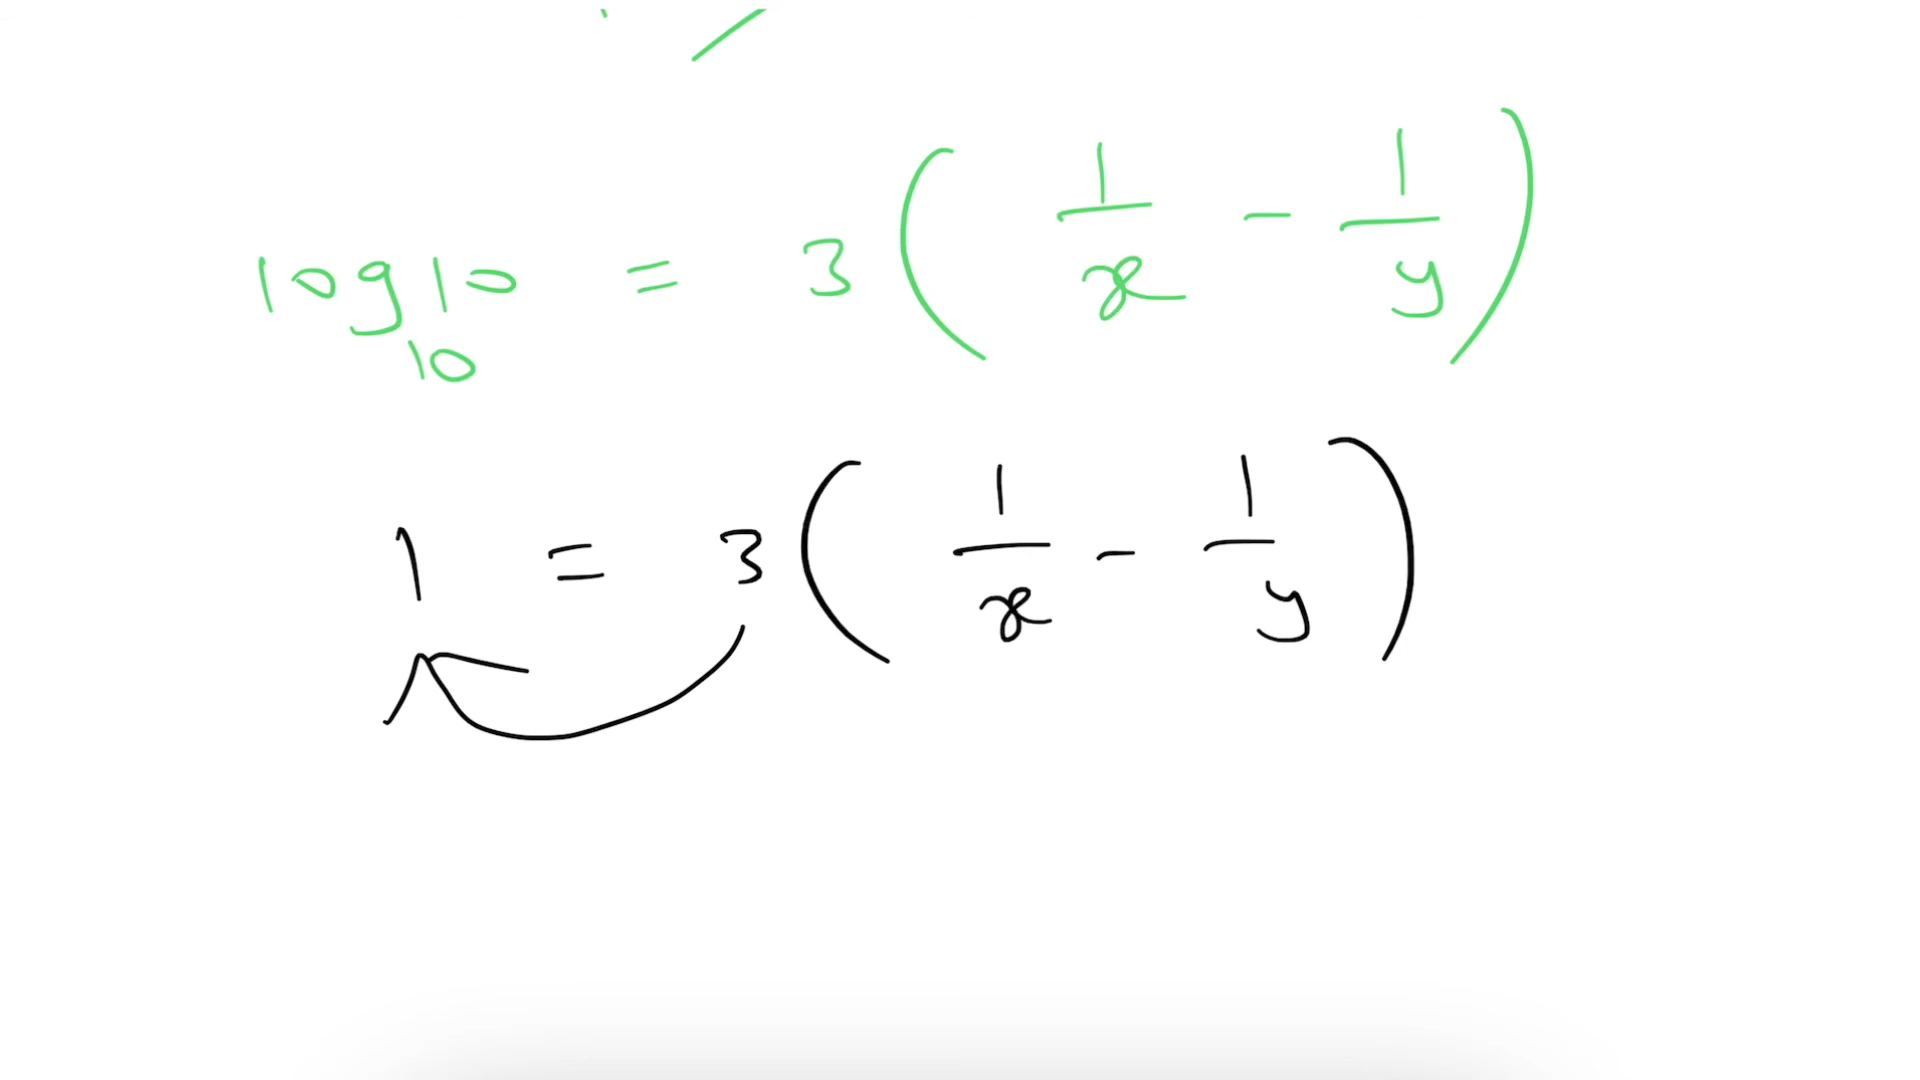 log₁₀10 = 3 ( 1/x - 1/y )
1 = 3 ( 1/x - 1/y )